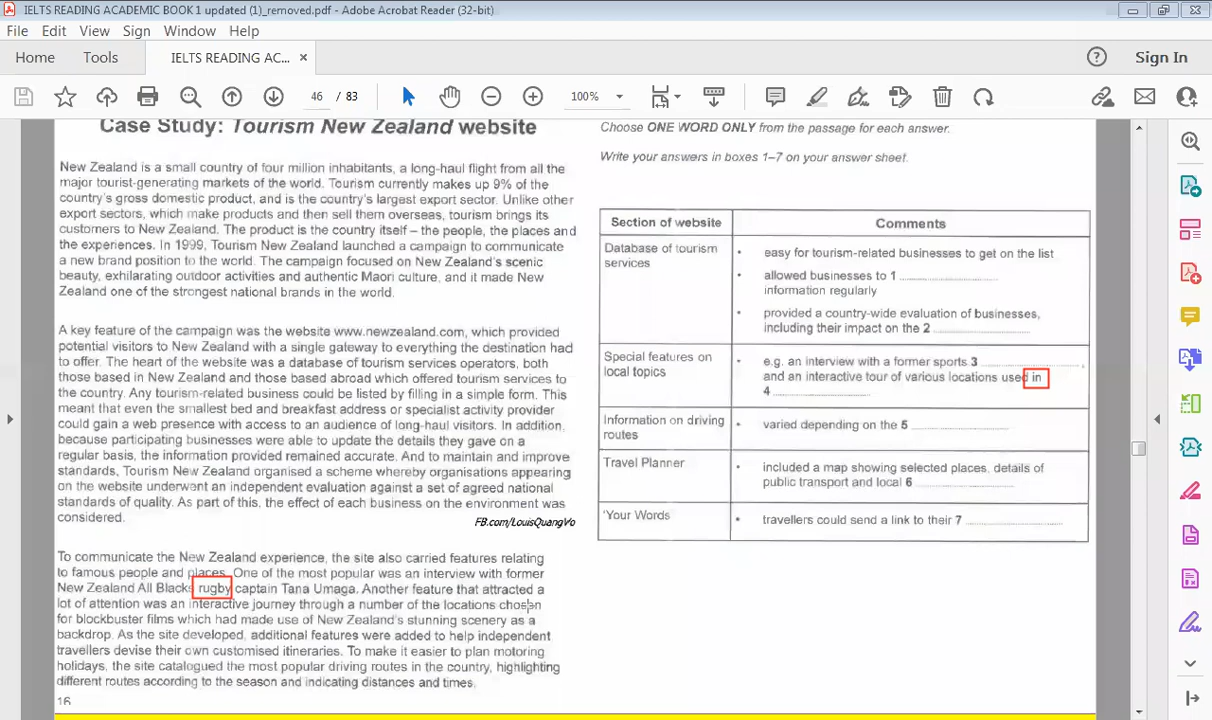 IELTS READING ACADEMIC BOOK 1 updated (1)_removed.pdf - Adobe Acrobat Reader (32-bit)
File Edit View Sign Window Help
Home Tools IELTS READING AC... × Sign In
46 / 83 100%
Case Study: Tourism New Zealand website
New Zealand is a small country of four million inhabitants, a long-haul flight from all the
major tourist-generating markets of the world. Tourism currently makes up 9% of the
country's gross domestic product, and is the country's largest export sector. Unlike other
export sectors, which make products and then sell them overseas, tourism brings its
customers to New Zealand. The product is the country itself – the people, the places and
the experiences. In 1999, Tourism New Zealand launched a campaign to communicate
a new brand position to the world. The campaign focused on New Zealand's scenic
beauty, exhilarating outdoor activities and authentic Maori culture, and it made New
Zealand one of the strongest national brands in the world.
A key feature of the campaign was the website www.newzealand.com, which provided
potential visitors to New Zealand with a single gateway to everything the destination had
to offer. The heart of the website was a database of tourism services operators, both
those based in New Zealand and those based abroad which offered tourism services to
the country. Any tourism-related business could be listed by filling in a simple form. This
meant that even the smallest bed and breakfast address or specialist activity provider
could gain a web presence with access to an audience of long-haul visitors. In addition,
because participating businesses were able to update the details they gave on a
regular basis, the information provided remained accurate. And to maintain and improve
standards, Tourism New Zealand organised a scheme whereby organisations appearing
on the website underwent an independent evaluation against a set of agreed national
standards of quality. As part of this, the effect of each business on the environment was
considered.
FB.com/LouisQuangVo
To communicate the New Zealand experience, the site also carried features relating
to famous people and places. One of the most popular was an interview with former
New Zealand All Blacks rugby captain Tana Umaga. Another feature that attracted a
lot of attention was an interactive journey through a number of the locations chosen
for blockbuster films which had made use of New Zealand's stunning scenery as a
backdrop. As the site developed, additional features were added to help independent
travellers devise their own customised itineraries. To make it easier to plan motoring
holidays, the site catalogued the most popular driving routes in the country, highlighting
different routes according to the season and indicating distances and times.
16
Choose ONE WORD ONLY from the passage for each answer.
Write your answers in boxes 1–7 on your answer sheet.
Section of website
Comments
Database of tourism
services
• easy for tourism-related businesses to get on the list
• allowed businesses to 1 ..............................
information regularly
• provided a country-wide evaluation of businesses,
including their impact on the 2 ..............................
Special features on
local topics
• e.g. an interview with a former sports 3 .............................. ,
and an interactive tour of various locations used in
4 ..............................
Information on driving
routes
• varied depending on the 5 ..............................
Travel Planner
• included a map showing selected places, details of
public transport and local 6 ..............................
'Your Words
• travellers could send a link to their 7 ..............................